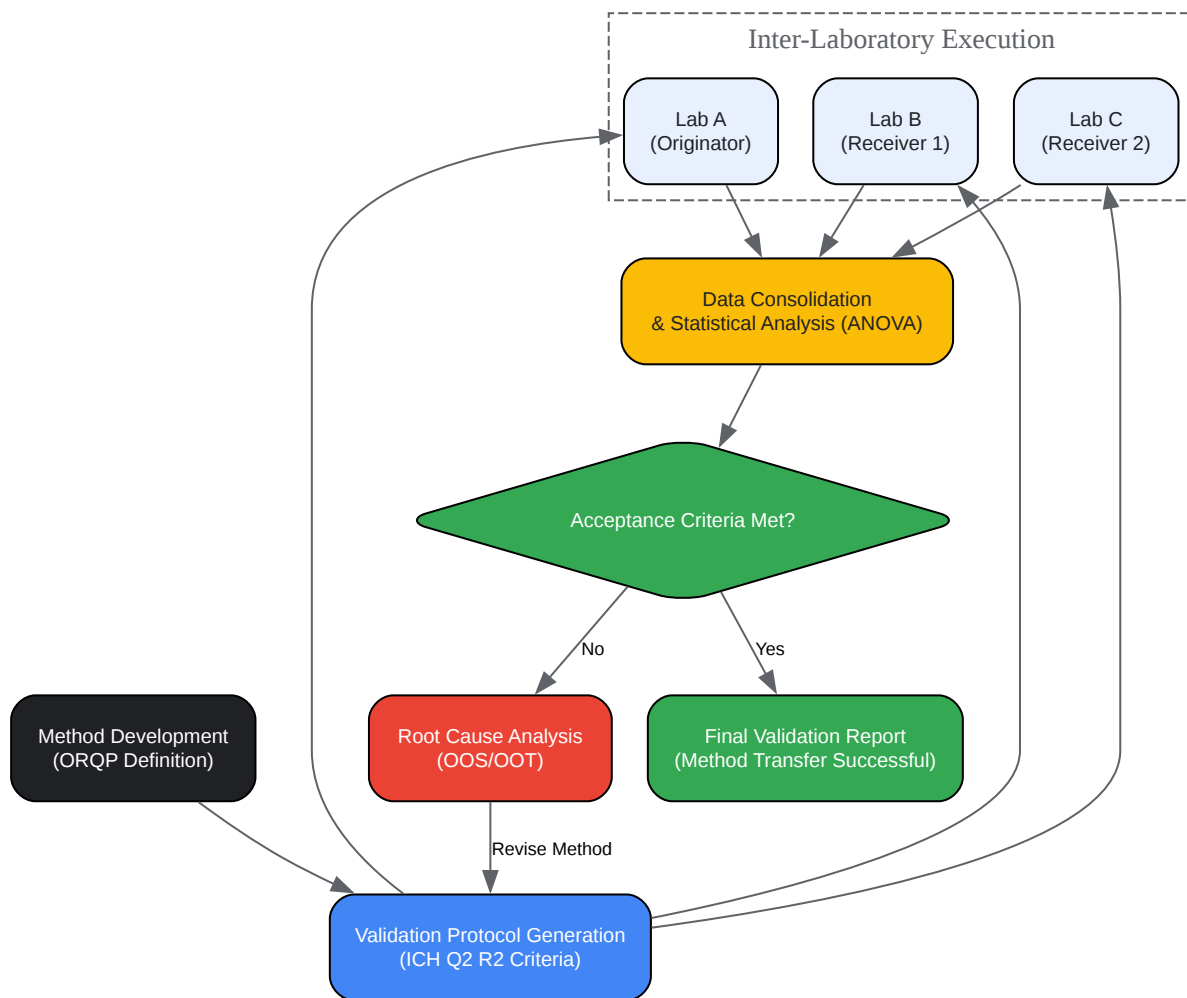 Inter-Laboratory Execution
Lab A
(Originator)
Lab B
(Receiver 1)
Lab C
(Receiver 2)
Data Consolidation
& Statistical Analysis (ANOVA)
Acceptance Criteria Met?
No
Yes
Method Development
(ORQP Definition)
Root Cause Analysis
(OOS/OOT)
Final Validation Report
(Method Transfer Successful)
Revise Method
Validation Protocol Generation
(ICH Q2 R2 Criteria)